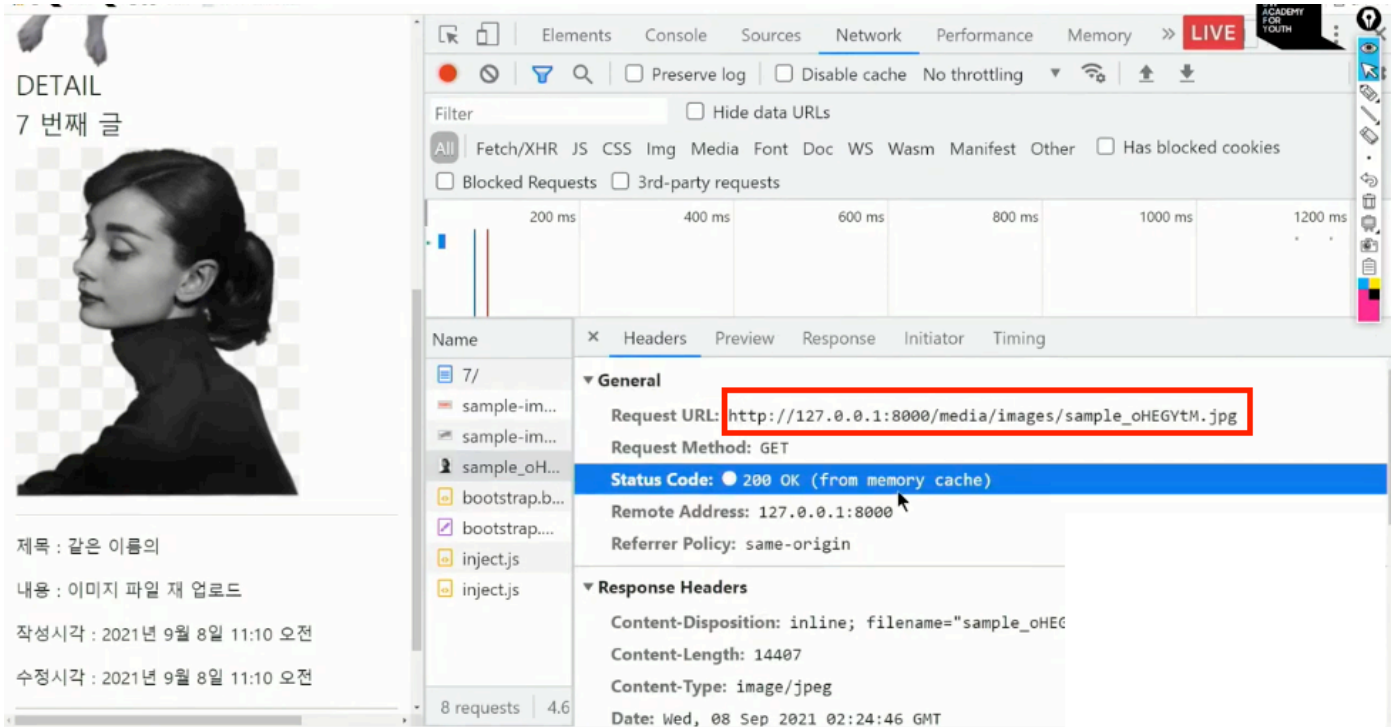 ACADEMY
FOR
YOUTH
LIVE
Elements Console Sources Network Performance Memory »
Preserve log Disable cache No throttling
Filter Hide data URLs
All Fetch/XHR JS CSS Img Media Font Doc WS Wasm Manifest Other Has blocked cookies
Blocked Requests 3rd-party requests
200 ms 400 ms 600 ms 800 ms 1000 ms 1200 ms
DETAIL
7 번째 글
제목 : 같은 이름의
내용 : 이미지 파일 재 업로드
작성시각 : 2021년 9월 8일 11:10 오전
수정시각 : 2021년 9월 8일 11:10 오전
Name
7/
sample-im...
sample-im...
sample_oH...
bootstrap.b...
bootstrap....
inject.js
inject.js
8 requests 4.6
× Headers Preview Response Initiator Timing
General
Request URL: http://127.0.0.1:8000/media/images/sample_oHEGYtM.jpg
Request Method: GET
Status Code: 200 OK (from memory cache)
Remote Address: 127.0.0.1:8000
Referrer Policy: same-origin
Response Headers
Content-Disposition: inline; filename="sample_oHEG
Content-Length: 14407
Content-Type: image/jpeg
Date: Wed, 08 Sep 2021 02:24:46 GMT